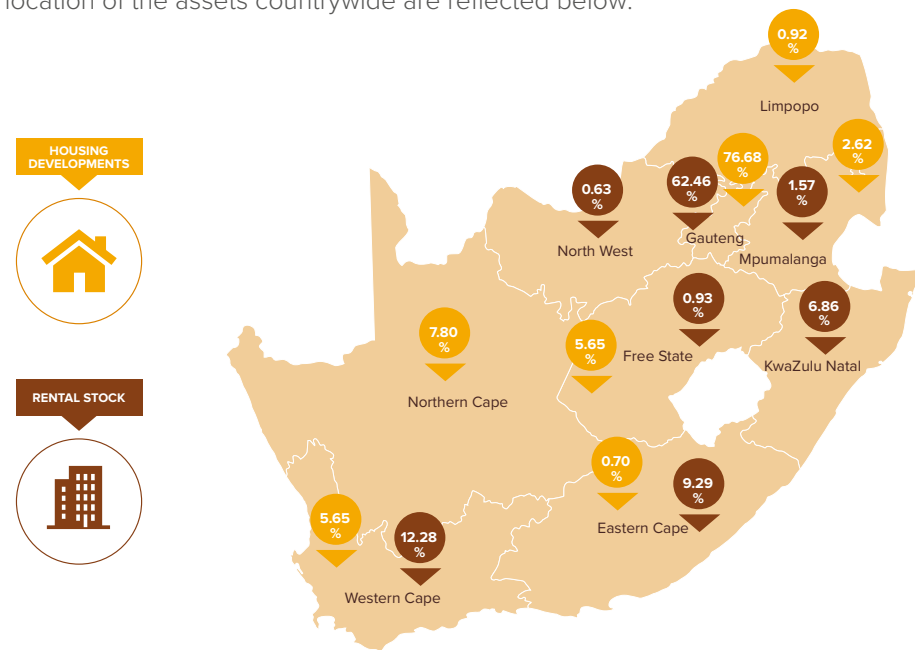 location of the assets countrywide are reflected below.
0.92
%
Limpopo
HOUSING
DEVELOPMENTS
76.68
%
2.62
%
62.46
%
1.57
%
0.63
%
North West
Gauteng
Mpumalanga
0.93
%
6.86
%
7.80
%
5.65
%
Free State
KwaZulu Natal
RENTAL STOCK
Northern Cape
0.70
%
9.29
%
Eastern Cape
5.65
%
12.28
%
Western Cape